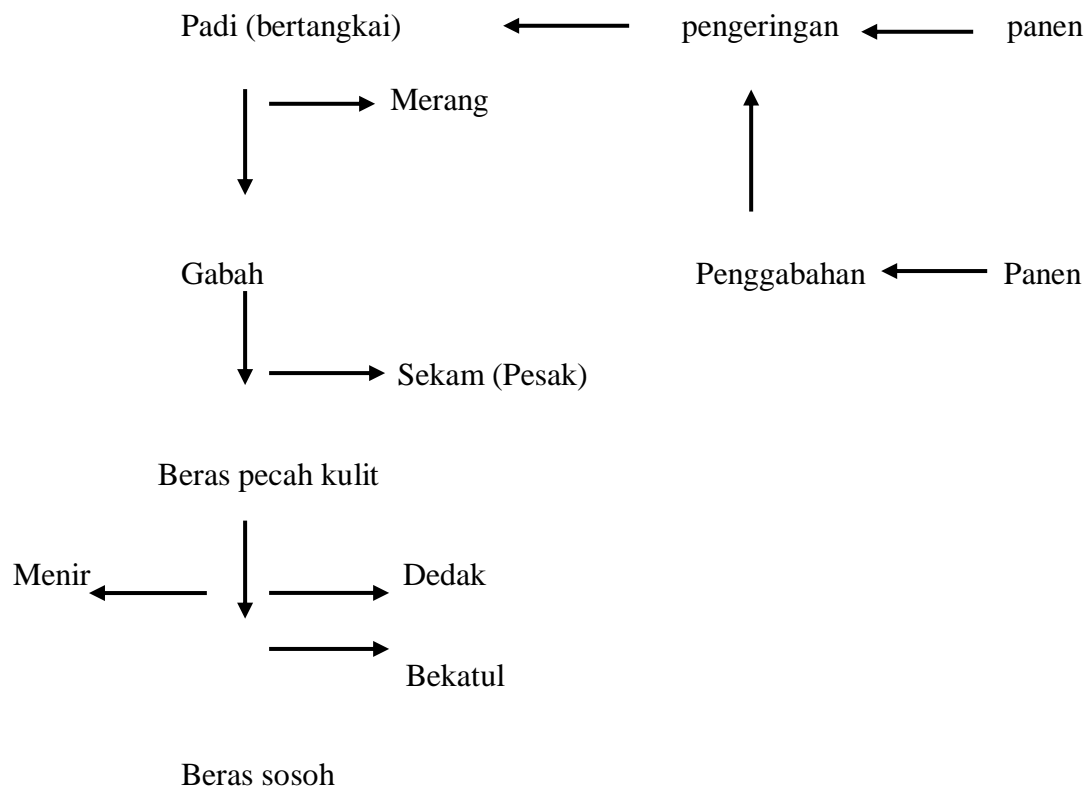 Padi (bertangkai) pengeringan panen
Merang
Gabah Penggabahan Panen
Sekam (Pesak)
Beras pecah kulit
Menir Dedak
Bekatul
Beras sosoh